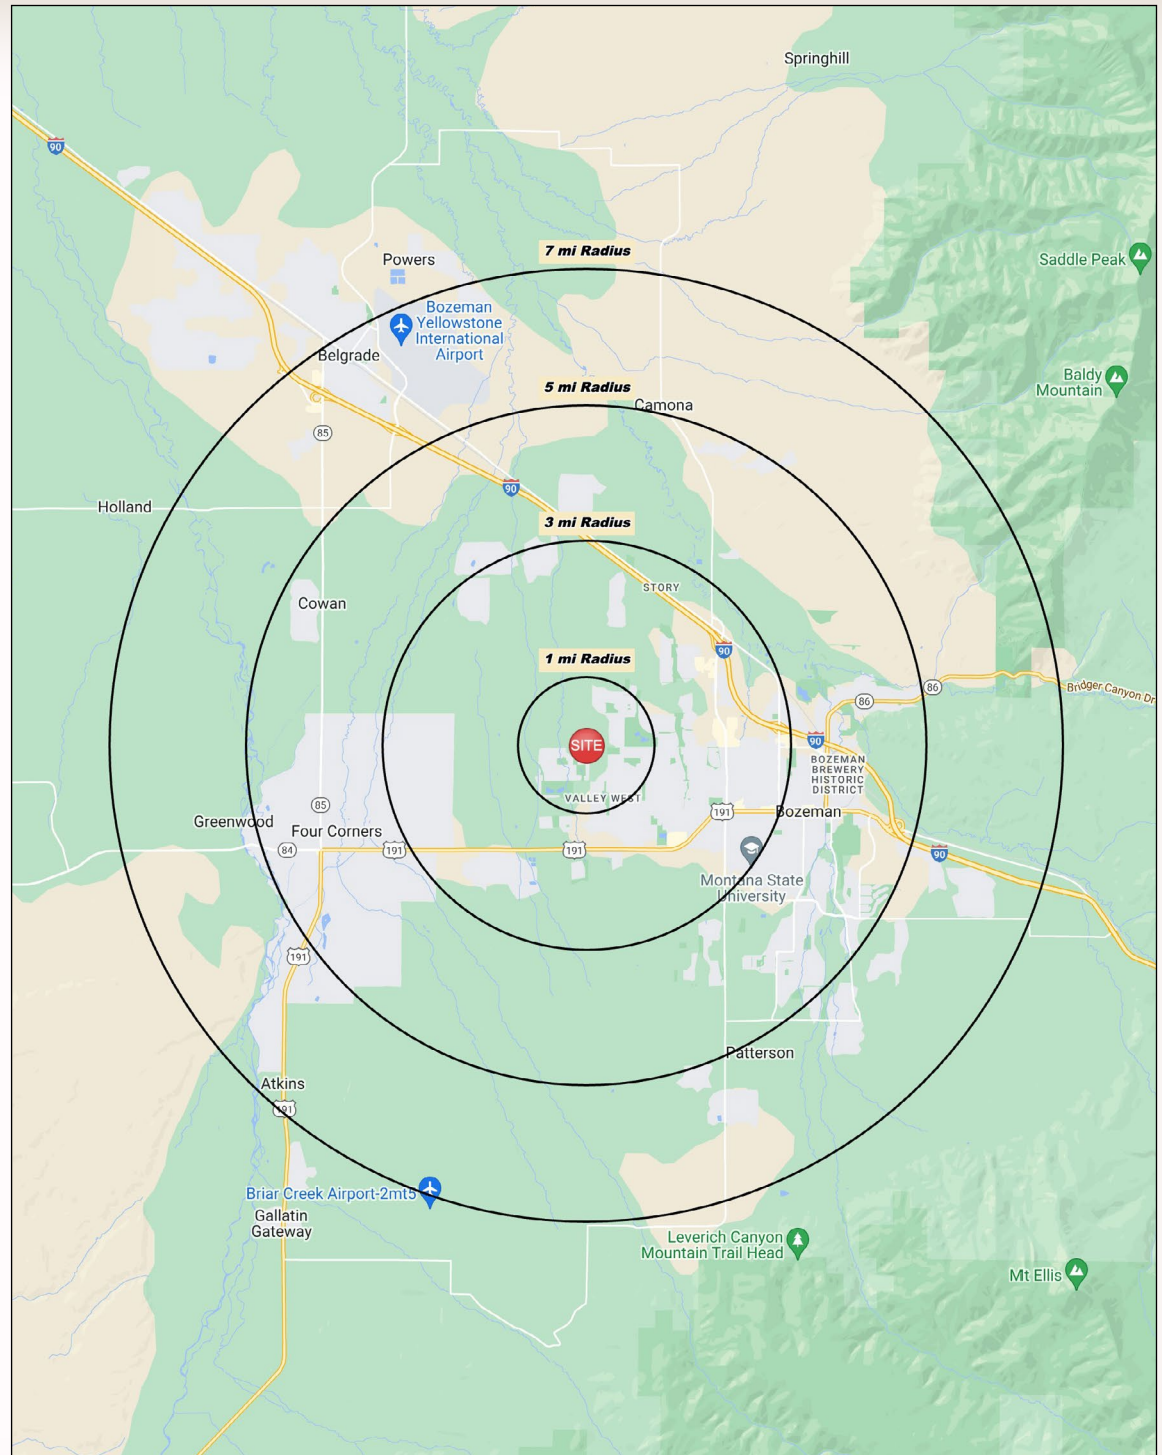 Springhill
90
7 mi Radius
Powers
Saddle Peak
Bozeman
Yellowstone
International
Airport
Belgrade
Baldy
Mountain
5 mi Radius
Camona
85
90
Holland
3 mi Radius
STORY
Cowan
90
1 mi Radius
86
Bridger Canyon Dr
86
SITE
90
BOZEMAN
BREWERY
HISTORIC
DISTRICT
VALLEY WEST
85
191
Bozeman
Greenwood
Four Corners
84
191
191
90
Montana State
University
191
Patterson
Atkins
191
Briar Creek Airport-2mt5
Gallatin
Gateway
Leverich Canyon
Mountain Trail Head
Mt Ellis